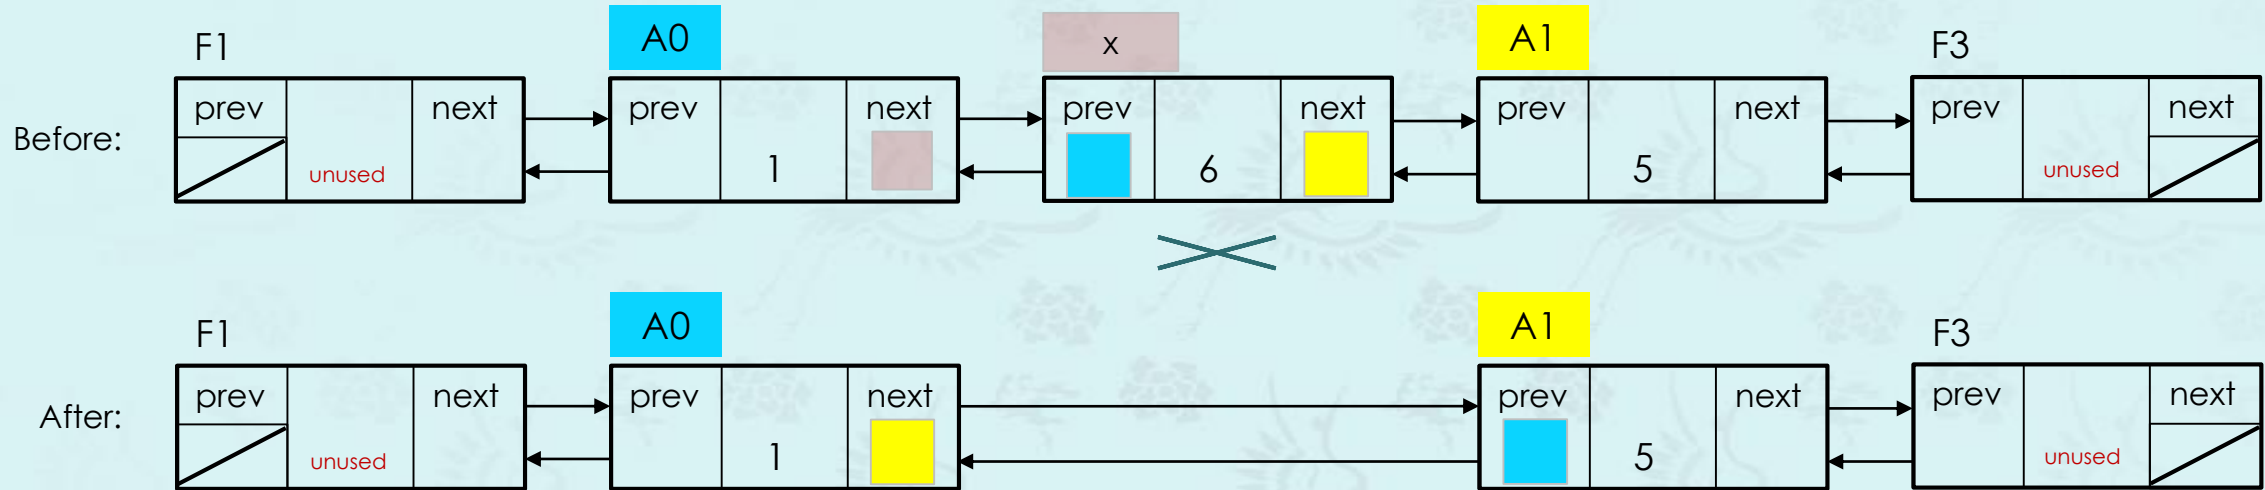 F1 A0 x A1 F3
Before:
prev next prev next prev next prev next prev next
unused 1 6 5 unused
F1 A0 A1 F3
After:
prev next prev next prev next prev next
unused 1 5 unused